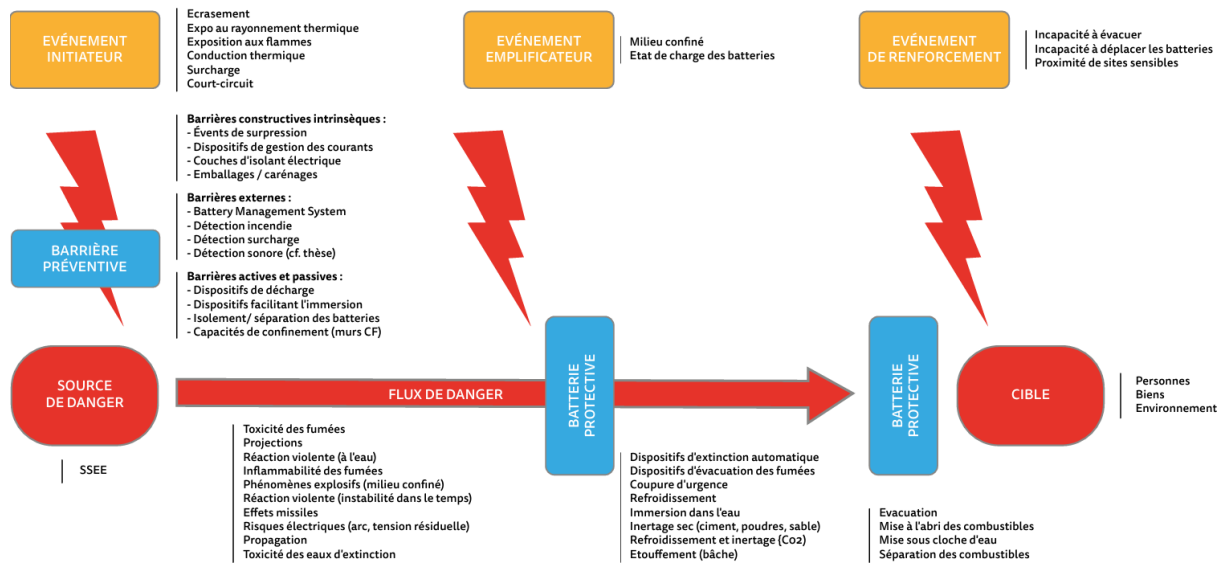 EVÉNEMENT
INITIATEUR
Ecrasement
Expo au rayonnement thermique
Exposition aux flammes
Conduction thermique
Surcharge
Court-circuit
EVÉNEMENT
EMPLIFICATEUR
Milieu confiné
Etat de charge des batteries
EVÉNEMENT
DE RENFORCEMENT
Incapacité à évacuer
Incapacité à déplacer les batteries
Proximité de sites sensibles
Barrières constructives intrinsèques :
- Évents de surpression
- Dispositifs de gestion des courants
- Couches d'isolant électrique
- Emballages / carénages
Barrières externes :
- Battery Management System
- Détection incendie
- Détection surcharge
- Détection sonore (cf. thèse)
BARRIÈRE
PRÉVENTIVE
Barrières actives et passives :
- Dispositifs de décharge
- Dispositifs facilitant l'immersion
- Isolement/ séparation des batteries
- Capacités de confinement (murs CF)
SOURCE
DE DANGER
SSEE
FLUX DE DANGER
Toxicité des fumées
Projections
Réaction violente (à l'eau)
Inflammabilité des fumées
Phénomènes explosifs (milieu confiné)
Réaction violente (instabilité dans le temps)
Effets missiles
Risques électriques (arc, tension résiduelle)
Propagation
Toxicité des eaux d'extinction
BATTERIE
PROTECTIVE
Dispositifs d'extinction automatique
Dispositifs d'évacuation des fumées
Coupure d'urgence
Refroidissement
Immersion dans l'eau
Inertage sec (ciment, poudres, sable)
Refroidissement et inertage (Co2)
Etouffement (bâche)
BATTERIE
PROTECTIVE
Evacuation
Mise à l'abri des combustibles
Mise sous cloche d'eau
Séparation des combustibles
CIBLE
Personnes
Biens
Environnement